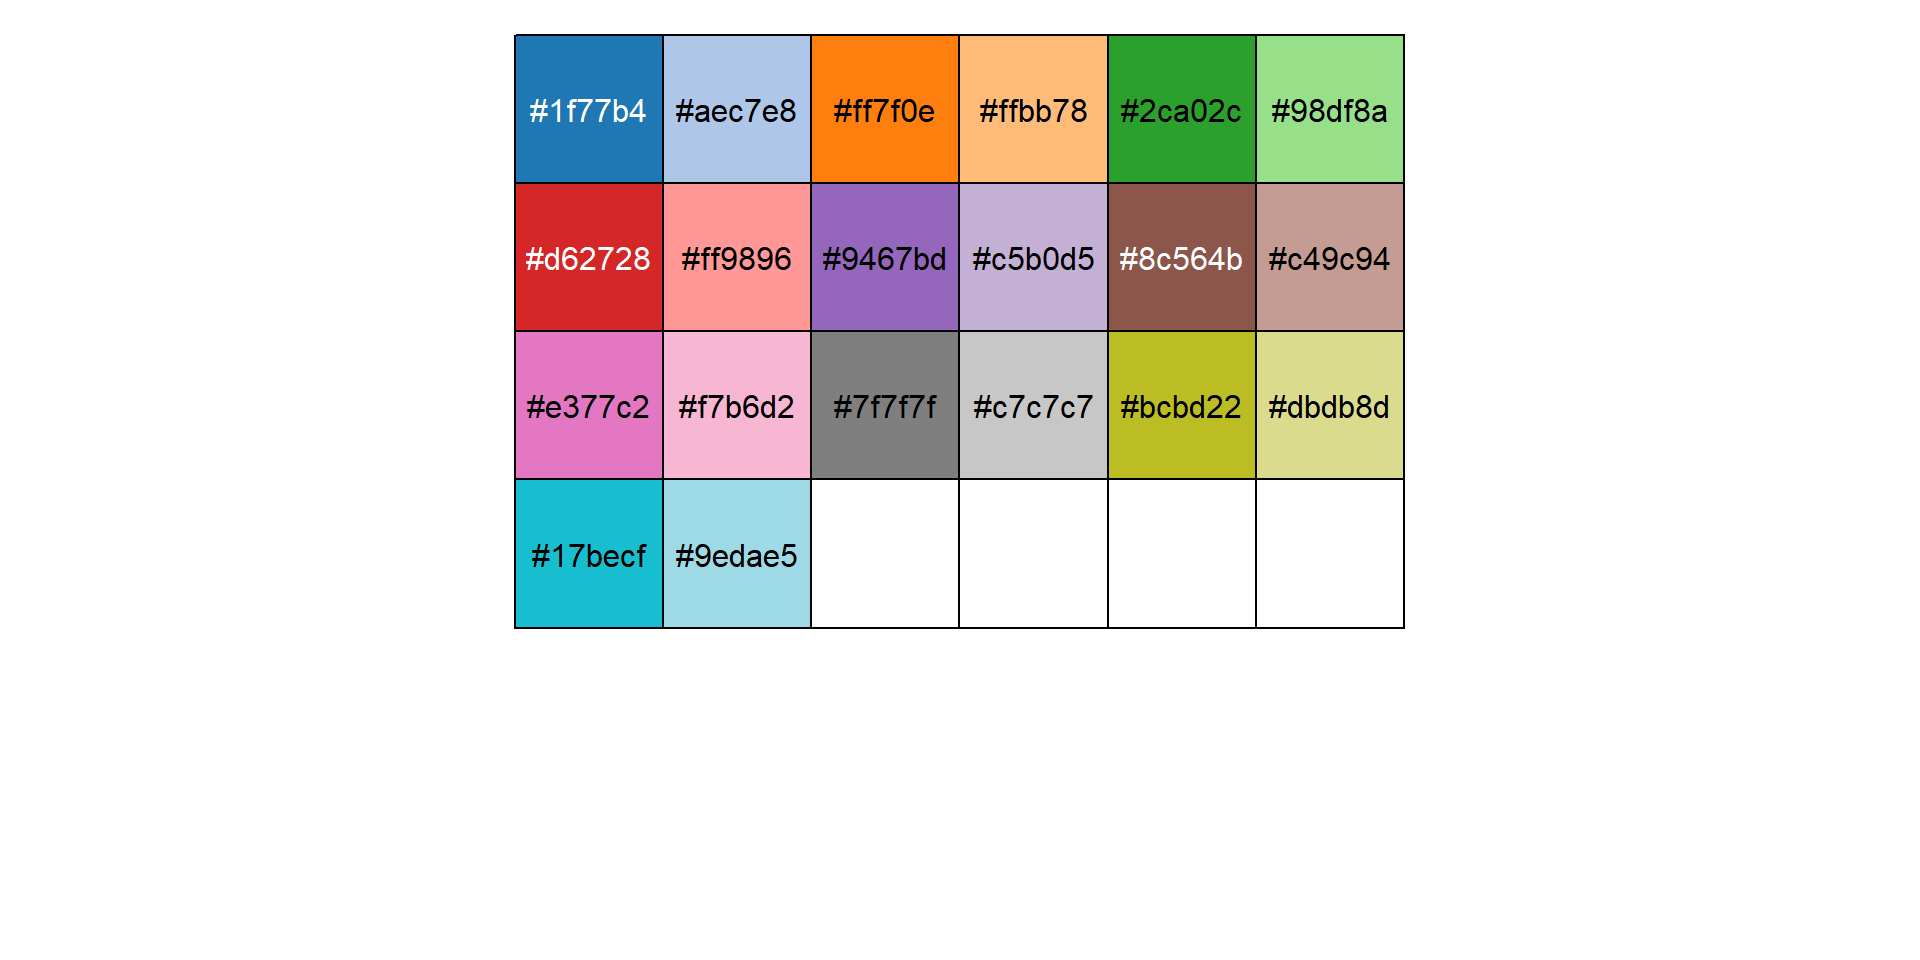 #1f77b4 #aec7e8 #ff7f0e #ffbb78 #2ca02c #98df8a
#d62728 #ff9896 #9467bd #c5b0d5 #8c564b #c49c94
#e377c2 #f7b6d2 #7f7f7f #c7c7c7 #bcbd22 #dbdb8d
#17becf #9edae5